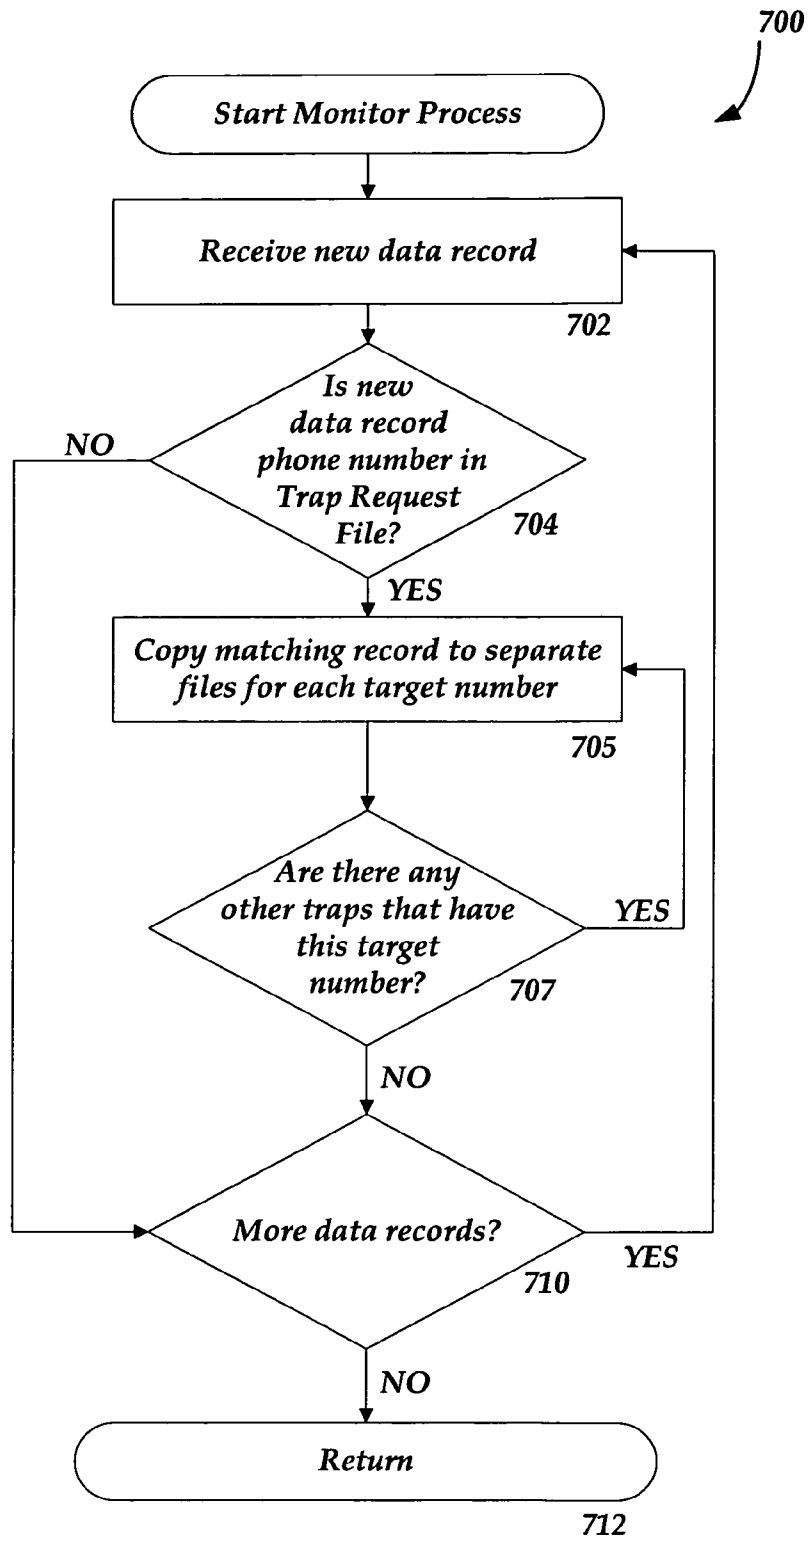 700
Start Monitor Process
Receive new data record
702
Is new
data record
phone number in
Trap Request
File?
NO
704
YES
Copy matching record to separate
files for each target number
705
Are there any
other traps that have
this target
number?
YES
707
NO
More data records?
YES
710
NO
Return
712